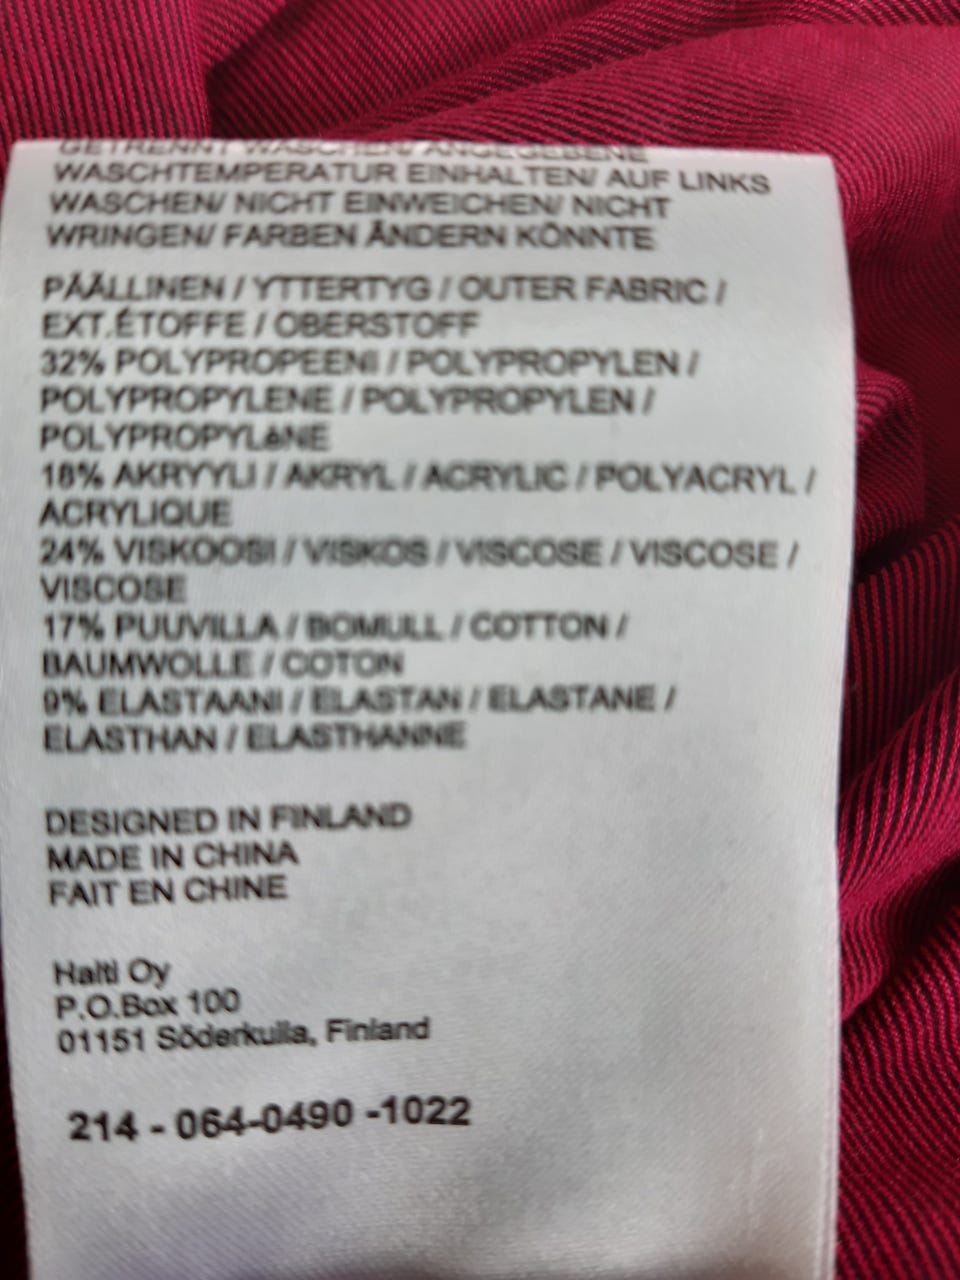 GETRENNT WASCHEN/ ANGEGEBENE
WASCHTEMPERATUR EINHALTEN/ AUF LINKS
WASCHEN/ NICHT EINWEICHEN/ NICHT
WRINGEN/ FARBEN ÄNDERN KÖNNTE
PÄÄLLINEN / YTTERTYG / OUTER FABRIC /
EXT.ÉTOFFE / OBERSTOFF
32% POLYPROPEENI / POLYPROPYLEN /
POLYPROPYLENE / POLYPROPYLEN /
POLYPROPYLèNE
18% AKRYYLI / AKRYL / ACRYLIC / POLYACRYL /
ACRYLIQUE
24% VISKOOSI / VISKOS / VISCOSE / VISCOSE /
VISCOSE
17% PUUVILLA / BOMULL / COTTON /
BAUMWOLLE / COTON
9% ELASTAANI / ELASTAN / ELASTANE /
ELASTHAN / ELASTHANNE
DESIGNED IN FINLAND
MADE IN CHINA
FAIT EN CHINE
Halti Oy
P.O.Box 100
01151 Söderkulla, Finland
214 - 064-0490 -1022